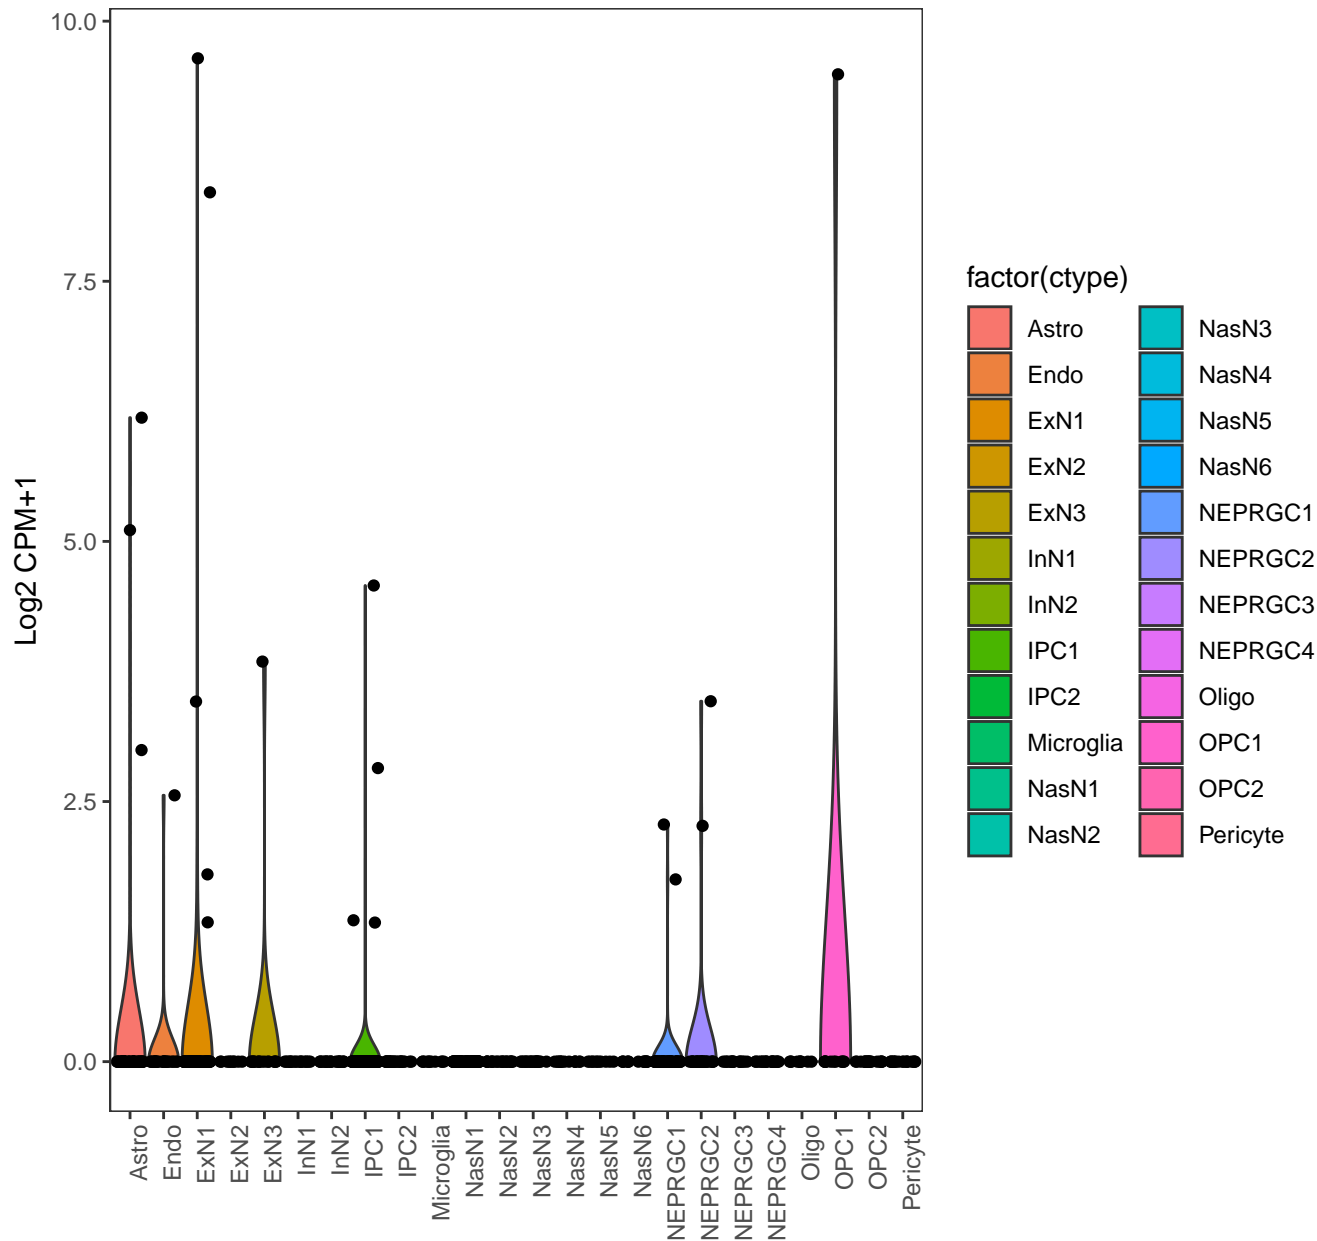 10.0
7.5
5.0
2.5
0.0
Log2 CPM+1
Astro
Endo
ExN1
ExN2
ExN3
InN1
InN2
IPC1
IPC2
Microglia
NasN1
NasN2
NasN3
NasN4
NasN5
NasN6
NEPRGC1
NEPRGC2
NEPRGC3
NEPRGC4
Oligo
OPC1
OPC2
Pericyte
factor(ctype)
Astro
Endo
ExN1
ExN2
ExN3
InN1
InN2
IPC1
IPC2
Microglia
NasN1
NasN2
NasN3
NasN4
NasN5
NasN6
NEPRGC1
NEPRGC2
NEPRGC3
NEPRGC4
Oligo
OPC1
OPC2
Pericyte